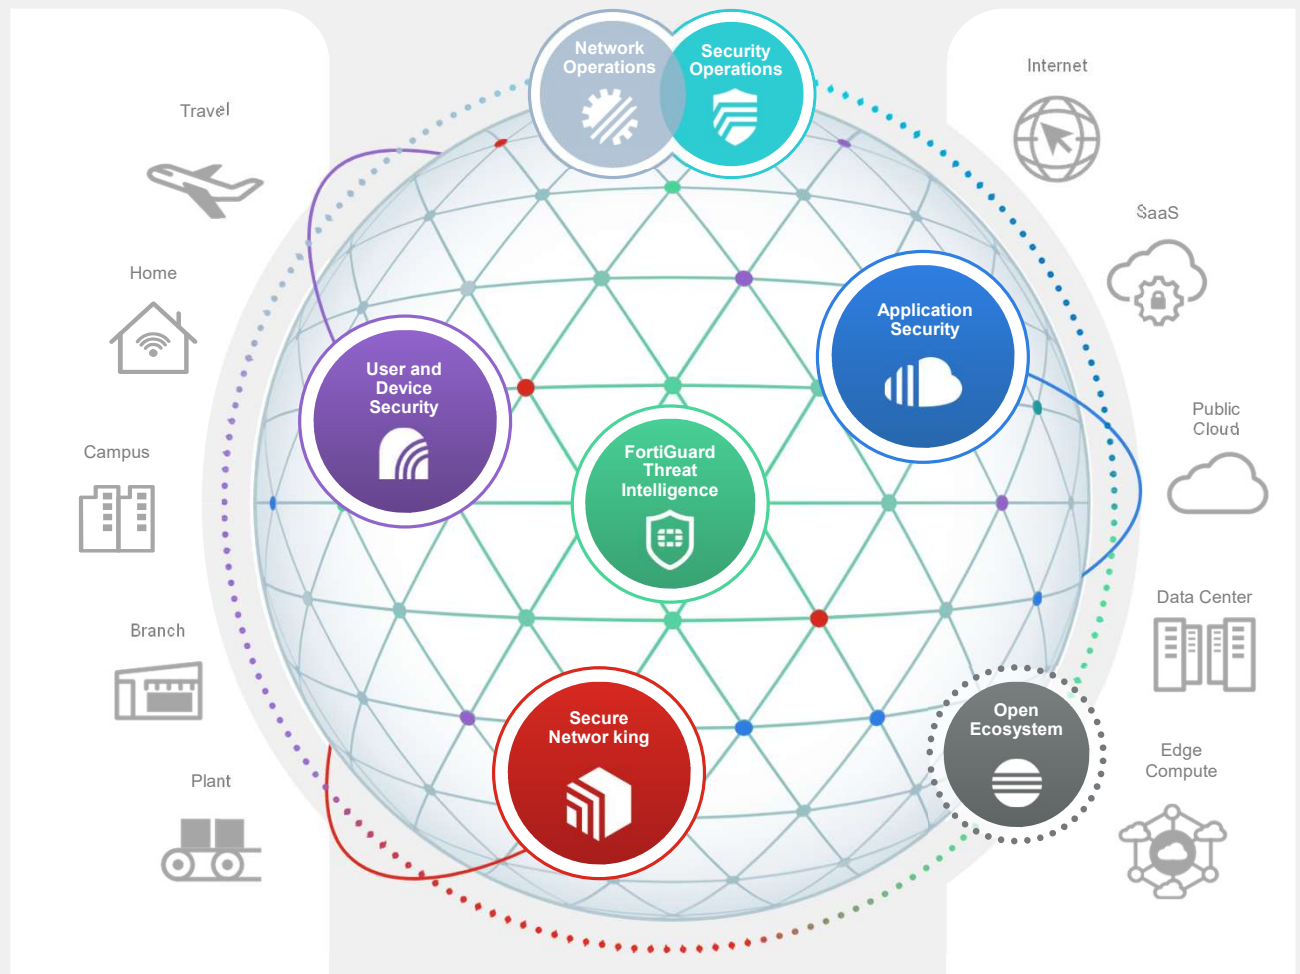 Network
Operations
Security
Operations
Travel
Home
Campus
Branch
Plant
Internet
SaaS
Public
Cloud
Data Center
Edge
Compute
User and
Device
Security
Application
Security
FortiGuard
Threat
Intelligence
Secure
Networ king
Open
Ecosystem